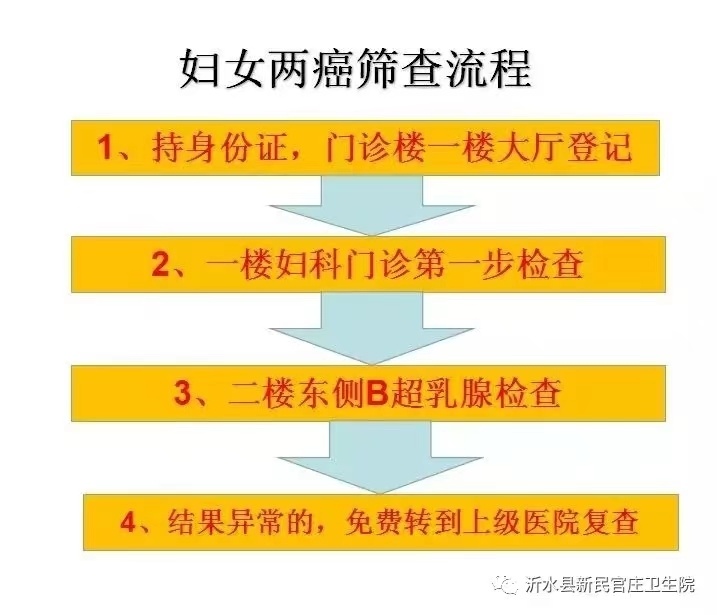 妇女两癌筛查流程
1、持身份证，门诊楼一楼大厅登记
2、一楼妇科门诊第一步检查
3、二楼东侧B超乳腺检查
4、结果异常的，免费转到上级医院复查
沂水县新民官庄卫生院